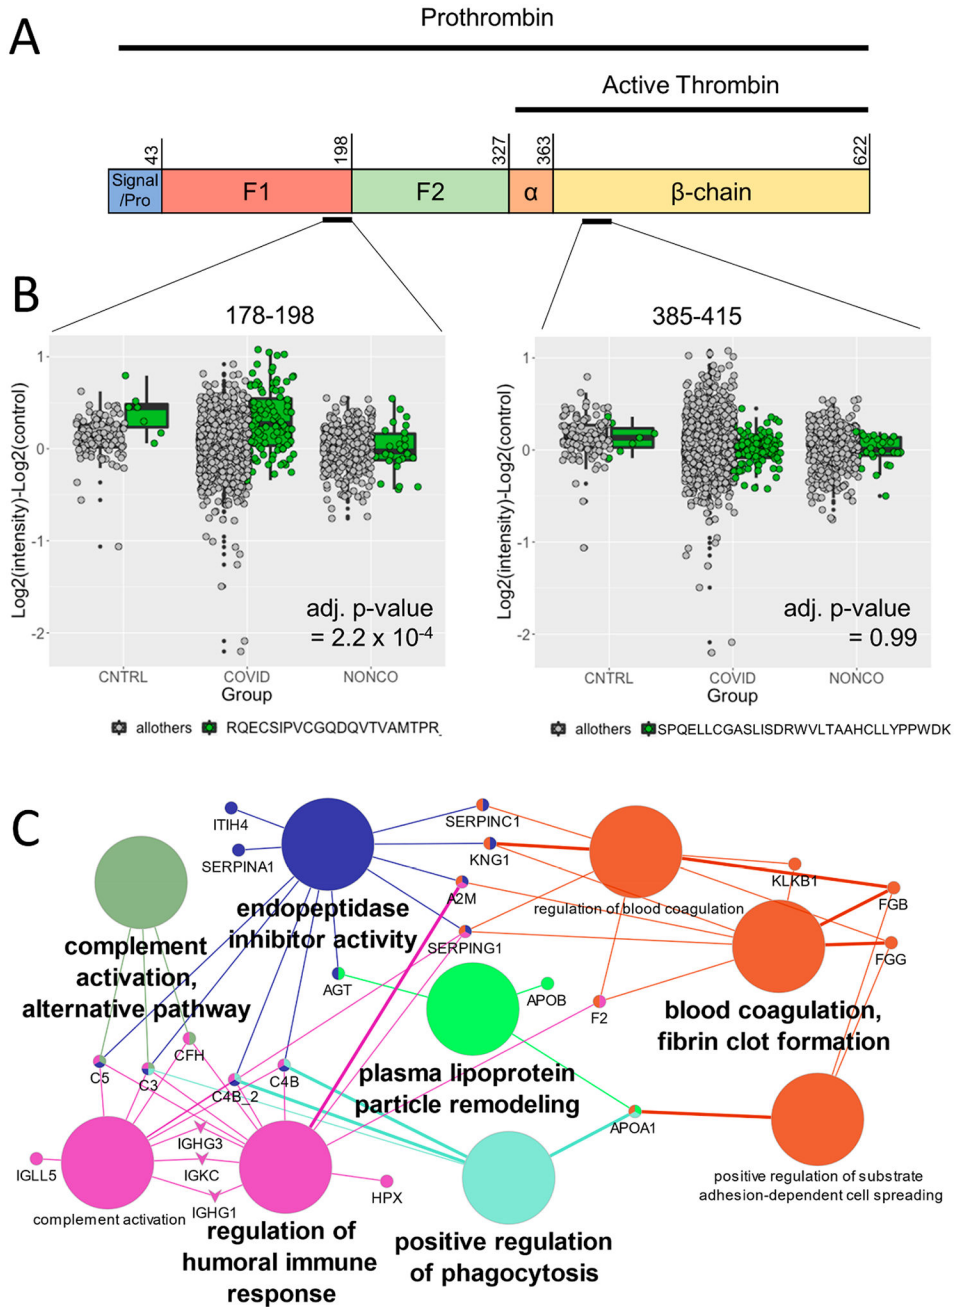 A
Prothrombin
Active Thrombin
43
198
327
363
622
Signal
/Pro
F1
F2
α
β-chain
B
178-198
Log2(intensity)-Log2(control)
1
0
-1
-2
adj. p-value
= 2.2 x 10-4
CNTRL
COVID
NONCO
Group
allothers
RQECSIPVCGQDQVTVAMTPR_
385-415
Log2(intensity)-Log2(control)
1
0
-1
-2
adj. p-value
= 0.99
CNTRL
COVID
NONCO
Group
allothers
SPQELLCGASLISDRWVLTAAHCLLYPPWDK
C
ITIH4
SERPINA1
SERPINC1
KNG1
A2M
SERPING1
KLKB1
FGB
FGG
regulation of blood coagulation
endopeptidase
inhibitor activity
complement
activation,
alternative pathway
AGT
APOB
F2
blood coagulation,
fibrin clot formation
CFH
C5
C3
C4B_2
C4B
plasma lipoprotein
particle remodeling
APOA1
IGHG3
IGKC
IGHG1
IGLL5
HPX
complement activation
regulation of
humoral immune
response
positive regulation
of phagocytosis
positive regulation of substrate
adhesion-dependent cell spreading